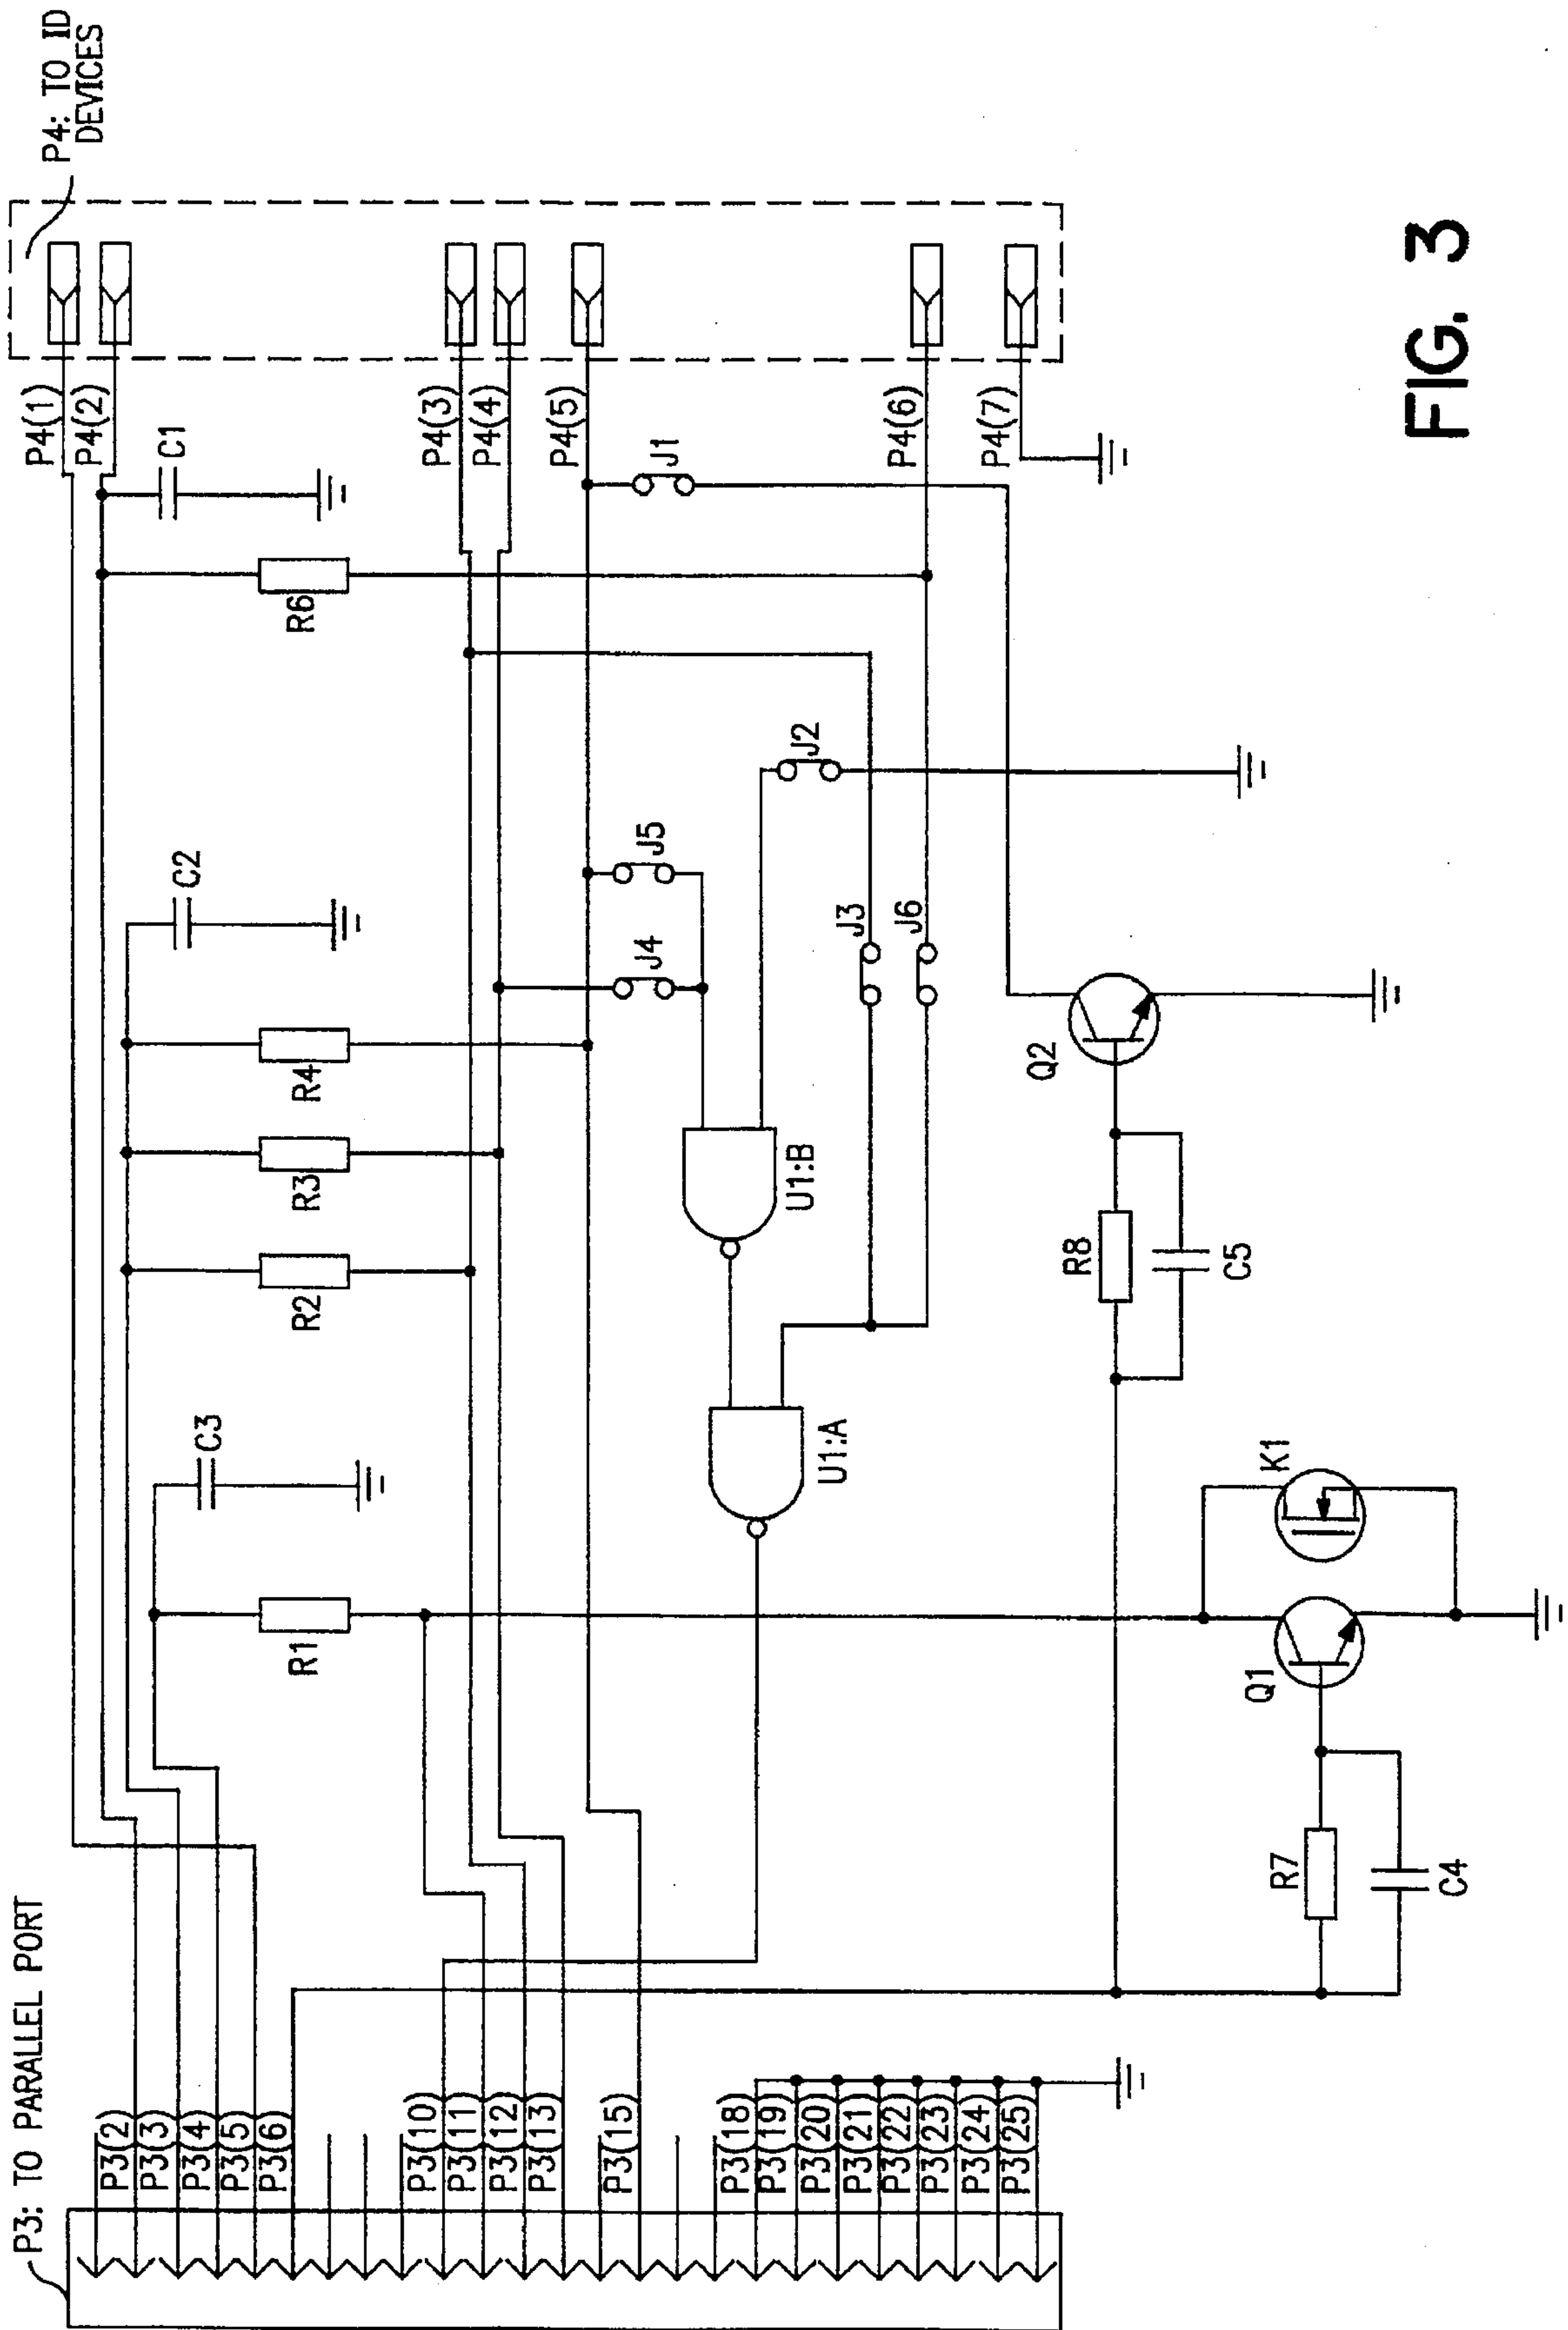 P3: TO PARALLEL PORT
P4: TO ID
DEVICES
P3(2)
P3(3)
P3(4)
P3(5)
P3(6)
P3(10)
P3(11)
P3(12)
P3(13)
P3(15)
P3(18)
P3(19)
P3(20)
P3(21)
P3(22)
P3(23)
P3(24)
P3(25)
C3
R1
R2
R3
R4
C2
R6
C1
P4(1)
P4(2)
P4(3)
P4(4)
P4(5)
P4(6)
P4(7)
J4
J5
J2
J1
J3
J6
U1:A
U1:B
R7
C4
Q1
K1
R8
C5
Q2
FIG. 3